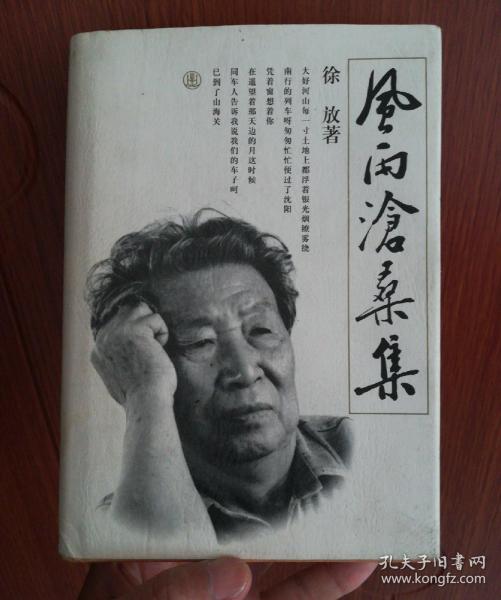 風雨滄桑集
徐 放著
大好河山每一寸土地上都浮着银光烟缭雾绕
南行的列车呀匆匆忙忙便过了沈阳
凭着窗想着你
在遥望着那天边的月这时候
同车人告诉我说我们的车子呵
已到了山海关
孔夫子旧书网
www.kongfz.com